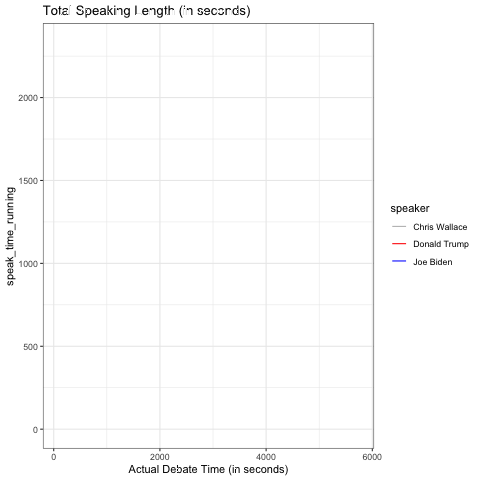 Total Speaking Length (in seconds)
2000
1500
1000
500
0
speak_time_running
0 2000 4000 6000
Actual Debate Time (in seconds)
speaker
Chris Wallace
Donald Trump
Joe Biden